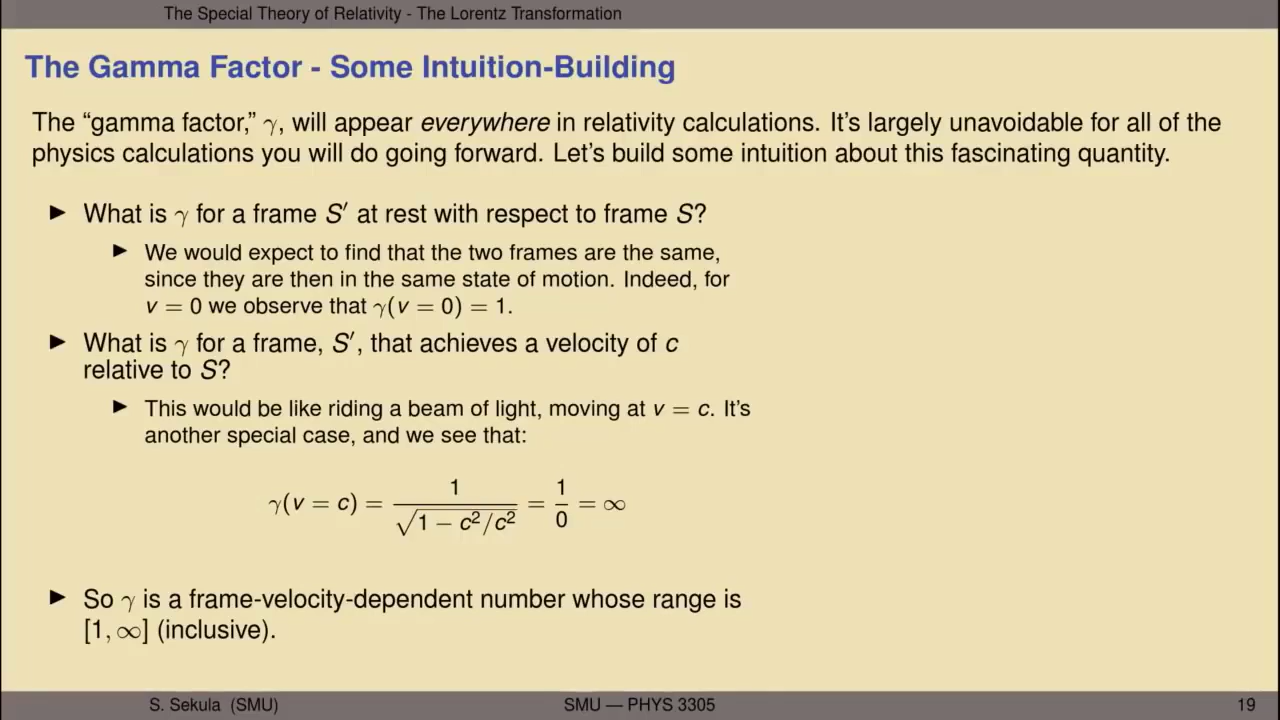 The Special Theory of Relativity - The Lorentz Transformation
The Gamma Factor - Some Intuition-Building
The “gamma factor,” γ, will appear everywhere in relativity calculations. It’s largely unavoidable for all of the
physics calculations you will do going forward. Let’s build some intuition about this fascinating quantity.
▶ What is γ for a frame S′ at rest with respect to frame S?
▶ We would expect to find that the two frames are the same,
since they are then in the same state of motion. Indeed, for
v = 0 we observe that γ(v = 0) = 1.
▶ What is γ for a frame, S′, that achieves a velocity of c
relative to S?
▶ This would be like riding a beam of light, moving at v = c. It’s
another special case, and we see that:
γ(v = c) = 1/√(1 − c²/c²) = 1/0 = ∞
▶ So γ is a frame-velocity-dependent number whose range is
[1, ∞] (inclusive).
S. Sekula (SMU) SMU — PHYS 3305 19